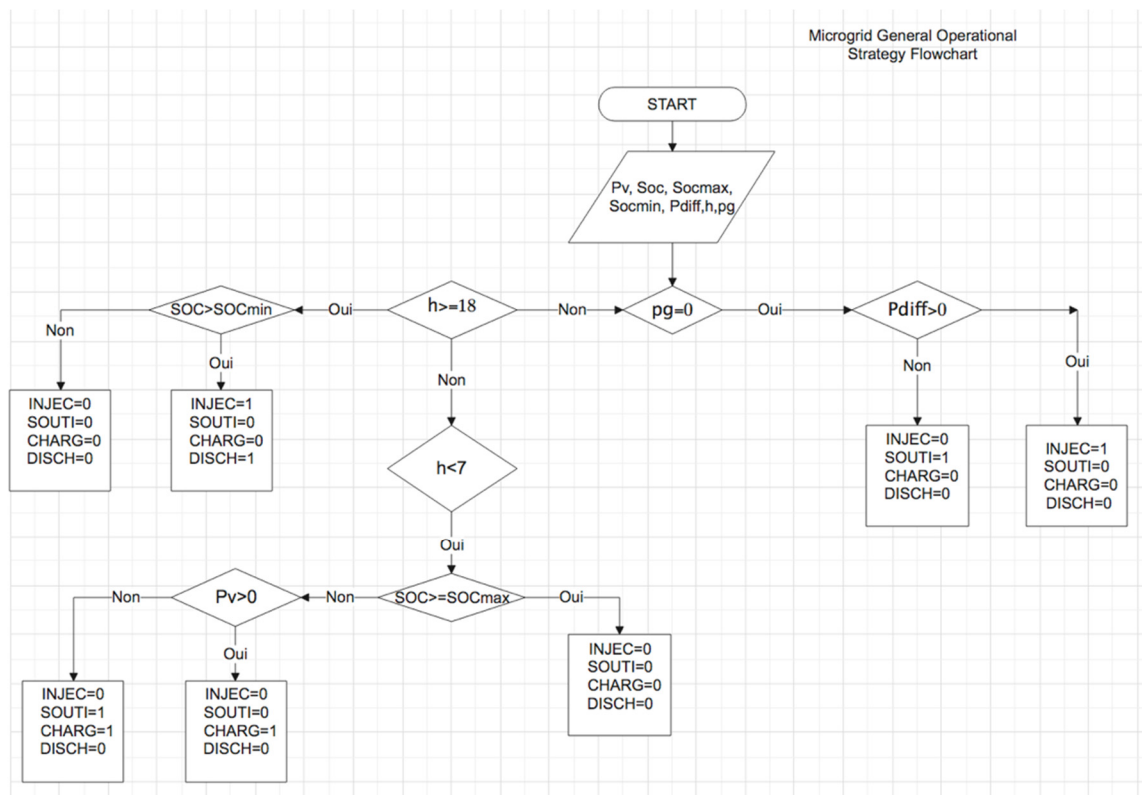 Microgrid General Operational
Strategy Flowchart
START
Pv, Soc, Socmax,
Socmin, Pdiff,h,pg
SOC>SOCmin
Oui
h>=18
Non
pg=0
Oui
Pdiff>0
Non
Oui
Non
Non
Oui
INJEC=0
SOUTI=0
CHARG=0
DISCH=0
INJEC=1
SOUTI=0
CHARG=0
DISCH=1
h<7
INJEC=0
SOUTI=1
CHARG=0
DISCH=0
INJEC=1
SOUTI=0
CHARG=0
DISCH=0
Oui
Non
Pv>0
Non
SOC>=SOCmax
Oui
Oui
INJEC=0
SOUTI=0
CHARG=0
DISCH=0
INJEC=0
SOUTI=1
CHARG=1
DISCH=0
INJEC=0
SOUTI=0
CHARG=1
DISCH=0